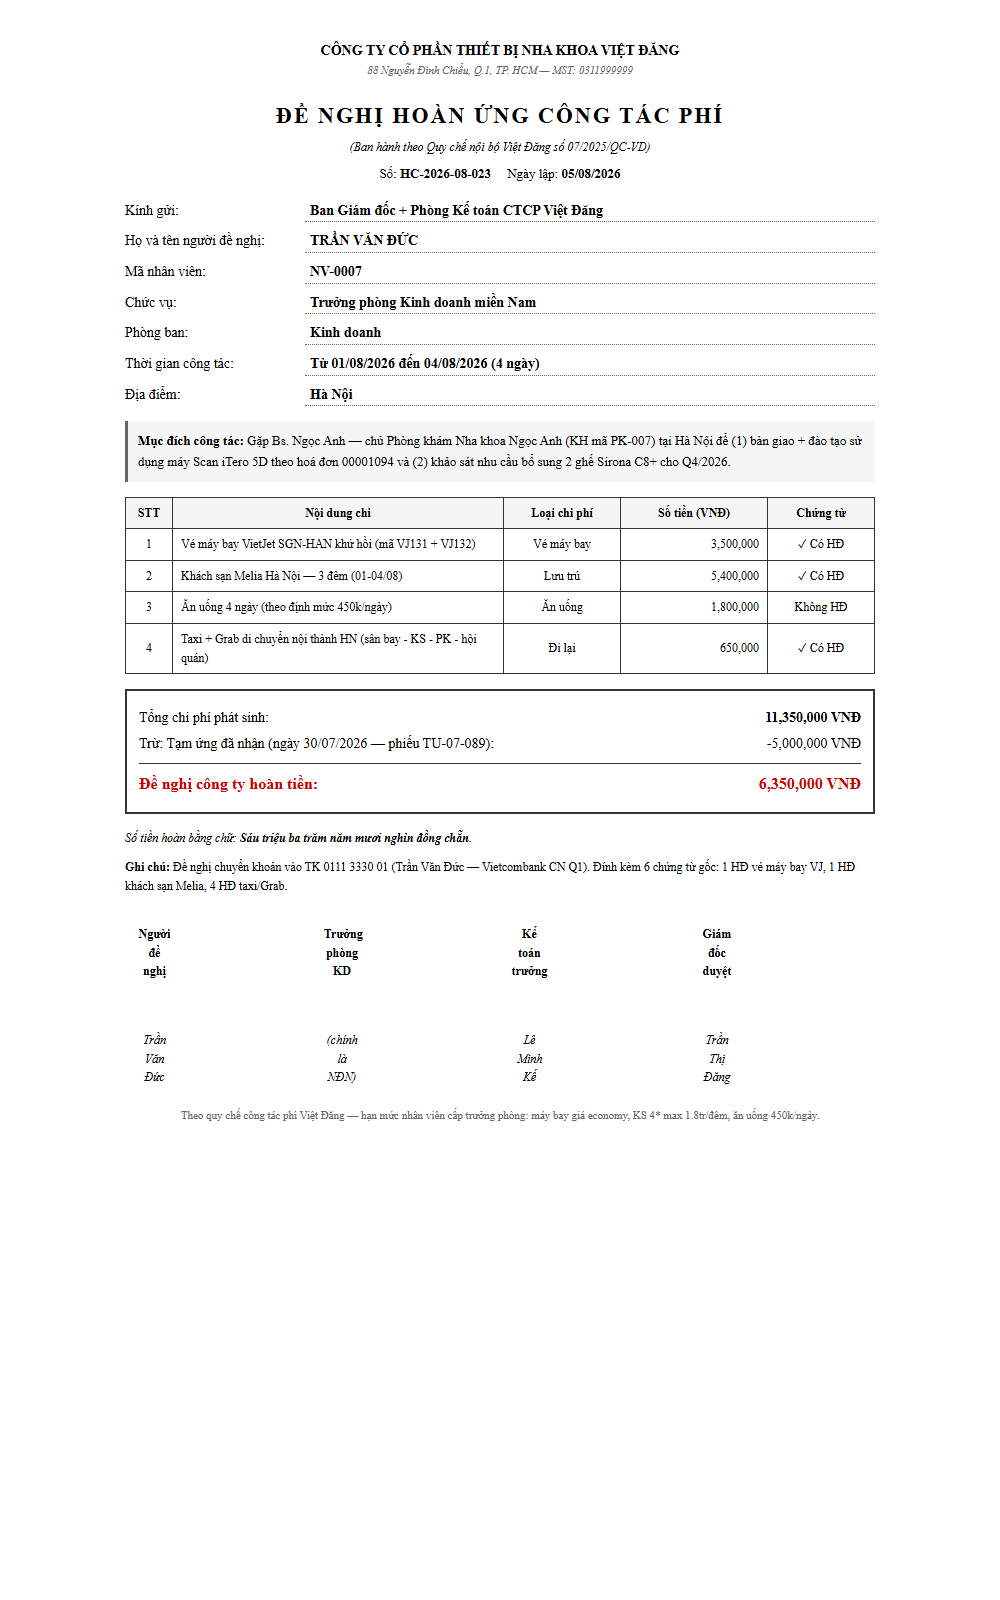 CÔNG TY CỔ PHẦN THIẾT BỊ NHA KHOA VIỆT ĐĂNG
88 Nguyễn Đình Chiểu, Q.1, TP. HCM — MST: 0311999999
ĐỀ NGHỊ HOÀN ỨNG CÔNG TÁC PHÍ
(Ban hành theo Quy chế nội bộ Việt Đăng số 07/2025/QC-VD)
Số: HC-2026-08-023 Ngày lập: 05/08/2026
Kính gửi: Ban Giám đốc + Phòng Kế toán CTCP Việt Đăng
Họ và tên người đề nghị: TRẦN VĂN ĐỨC
Mã nhân viên: NV-0007
Chức vụ: Trưởng phòng Kinh doanh miền Nam
Phòng ban: Kinh doanh
Thời gian công tác: Từ 01/08/2026 đến 04/08/2026 (4 ngày)
Địa điểm: Hà Nội
Mục đích công tác: Gặp Bs. Ngọc Anh — chủ Phòng khám Nha khoa Ngọc Anh (KH mã PK-007) tại Hà Nội để (1) bàn giao + đào tạo sử
dụng máy Scan iTero 5D theo hoá đơn 00001094 và (2) khảo sát nhu cầu bổ sung 2 ghế Sirona C8+ cho Q4/2026.
STT Nội dung chi Loại chi phí Số tiền (VNĐ) Chứng từ
1 Vé máy bay VietJet SGN-HAN khứ hồi (mã VJ131 + VJ132) Vé máy bay 3,500,000 ✓ Có HĐ
2 Khách sạn Melia Hà Nội — 3 đêm (01-04/08) Lưu trú 5,400,000 ✓ Có HĐ
3 Ăn uống 4 ngày (theo định mức 450k/ngày) Ăn uống 1,800,000 Không HĐ
4 Taxi + Grab di chuyển nội thành HN (sân bay - KS - PK - hội
quán) Đi lại 650,000 ✓ Có HĐ
Tổng chi phí phát sinh: 11,350,000 VNĐ
Trừ: Tạm ứng đã nhận (ngày 30/07/2026 — phiếu TU-07-089): -5,000,000 VNĐ
Đề nghị công ty hoàn tiền: 6,350,000 VNĐ
Số tiền hoàn bằng chữ: Sáu triệu ba trăm năm mươi nghìn đồng chẵn.
Ghi chú: Đề nghị chuyển khoản vào TK 0111 3330 01 (Trần Văn Đức — Vietcombank CN Q1). Đính kèm 6 chứng từ gốc: 1 HĐ vé máy bay VJ, 1 HĐ
khách sạn Melia, 4 HĐ taxi/Grab.
Người Trưởng Kế Giám
đề phòng toán đốc
nghị KD trưởng duyệt
Trần (chính Lê Trần
Văn là Minh Thị
Đức NĐN) Kế Đăng
Theo quy chế công tác phí Việt Đăng — hạn mức nhân viên cấp trưởng phòng: máy bay giá economy, KS 4* max 1.8tr/đêm, ăn uống 450k/ngày.